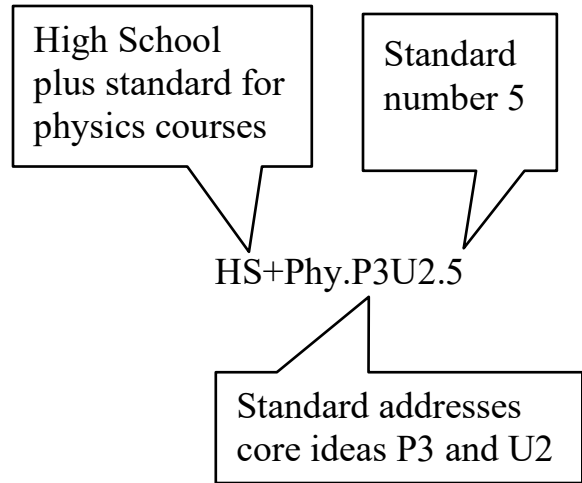 High School
plus standard for
physics courses
Standard
number 5
HS+Phy.P3U2.5
Standard addresses
core ideas P3 and U2